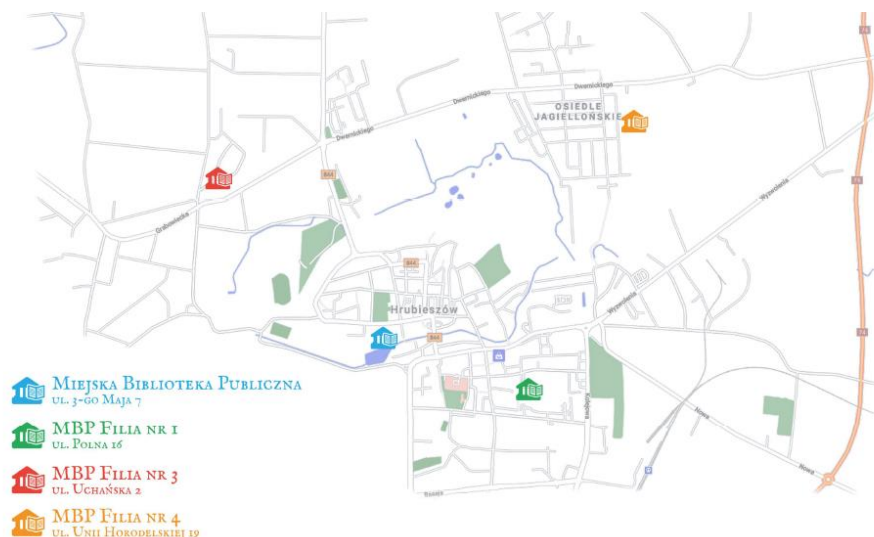 74
Dwernickiego
OSIEDLE
JAGIELLOŃSKIE
Dwernickiego
844
74
Wyzwolenia
Grabowiecka
844
Hrubieszów
Wyzwolenia
844
74
Kolejowa
Nowa
Nowa
Miejska Biblioteka Publiczna
ul. 3-go Maja 7
MBP Filia nr 1
ul. Polna 16
MBP Filia nr 3
ul. Uchańska 2
MBP Filia nr 4
ul. Unii Horodelskiej 19